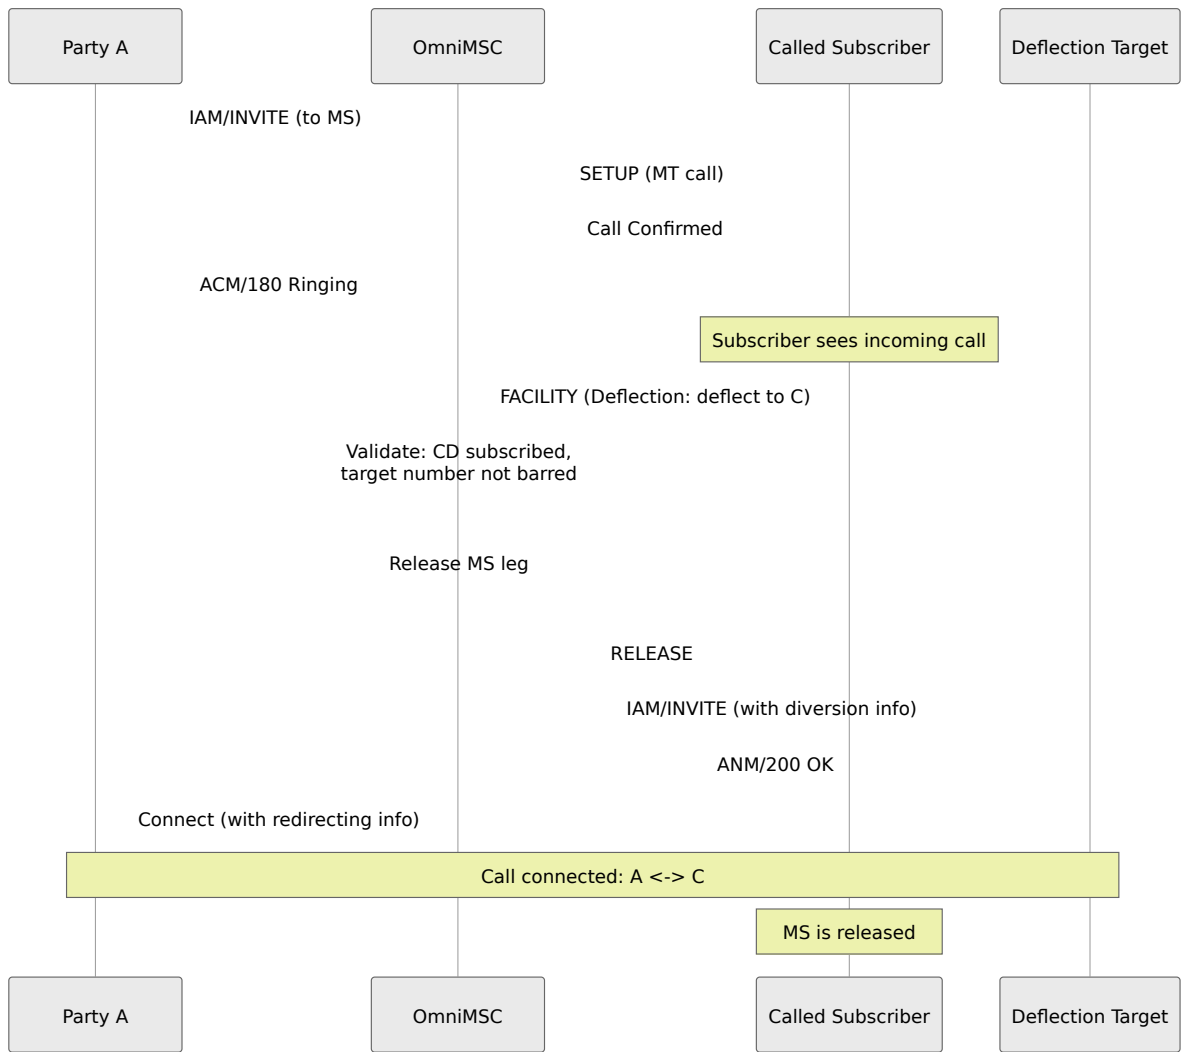 Party A
OmniMSC
Called Subscriber
Deflection Target
IAM/INVITE (to MS)
SETUP (MT call)
Call Confirmed
ACM/180 Ringing
Subscriber sees incoming call
FACILITY (Deflection: deflect to C)
Validate: CD subscribed,
target number not barred
Release MS leg
RELEASE
IAM/INVITE (with diversion info)
ANM/200 OK
Connect (with redirecting info)
Call connected: A <-> C
MS is released
Party A
OmniMSC
Called Subscriber
Deflection Target